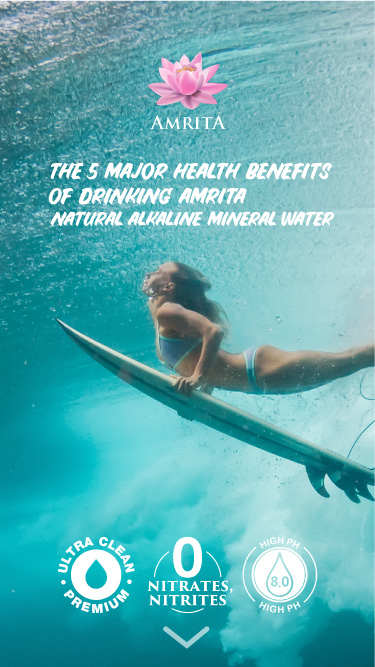 AMRITA
THE 5 MAJOR HEALTH BENEFITS
OF DRINKING AMRITA
NATURAL ALKALINE MINERAL WATER
ULTRA CLEAN
PREMIUM
0
NITRATES,
NITRITES
HIGH PH
8.0
HIGH PH